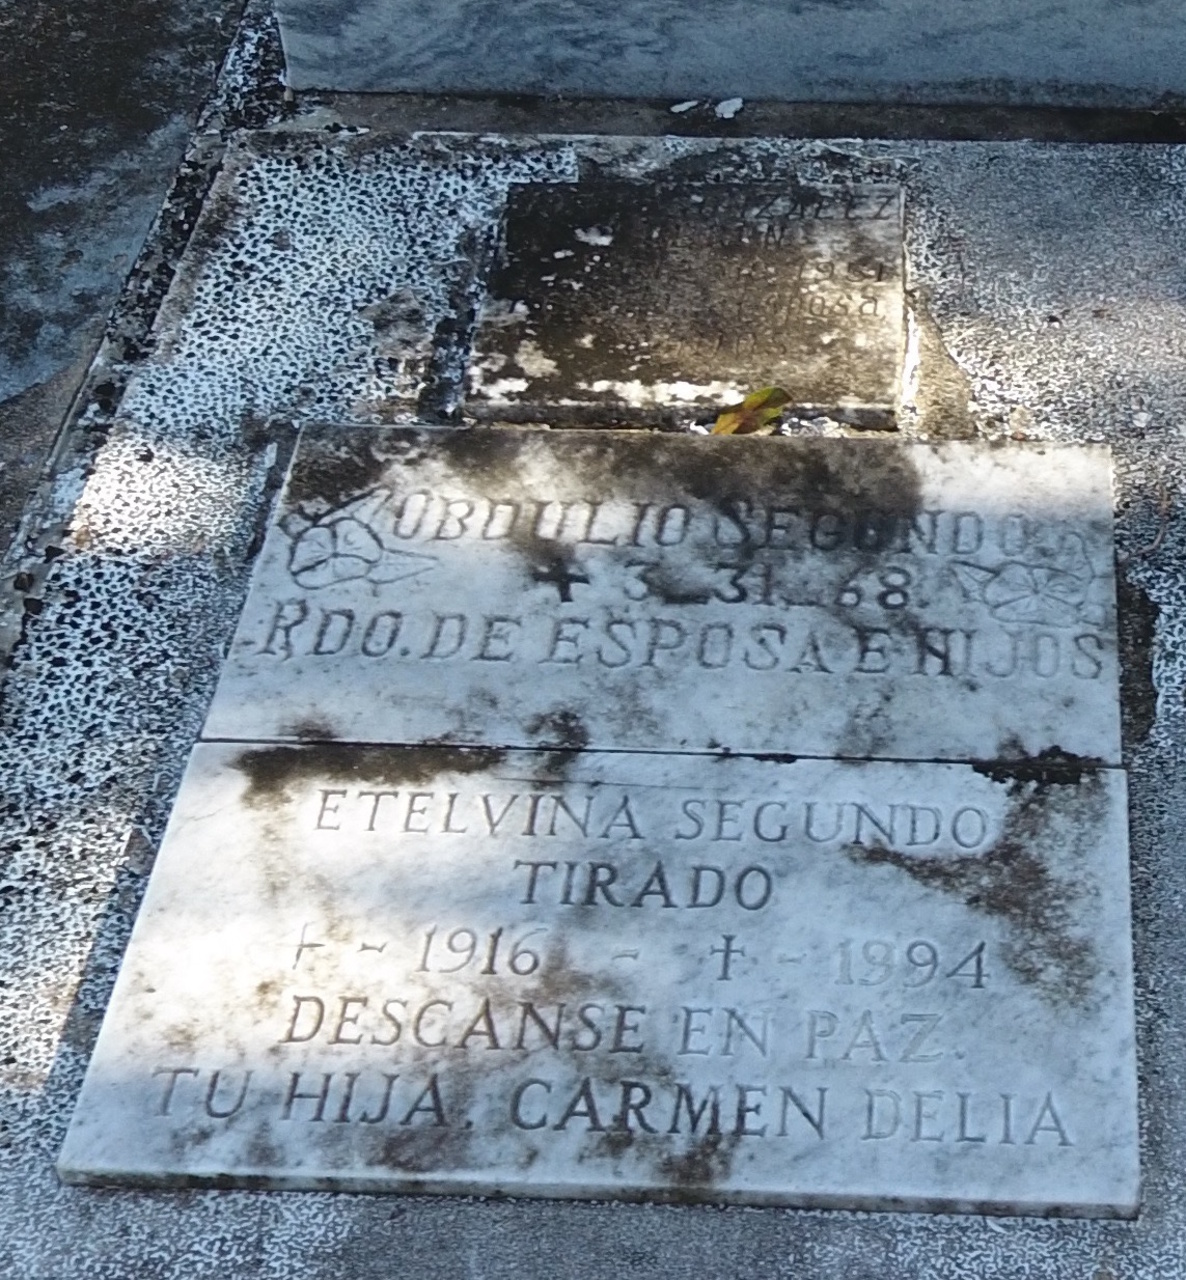 OBDULIO SEGUNDO
✝ 3_31_68
RDO. DE ESPOSA E HIJOS
ETELVINA SEGUNDO
TIRADO
† - 1916 - † - 1994
DESCANSE EN PAZ.
TU HIJA. CARMEN DELIA